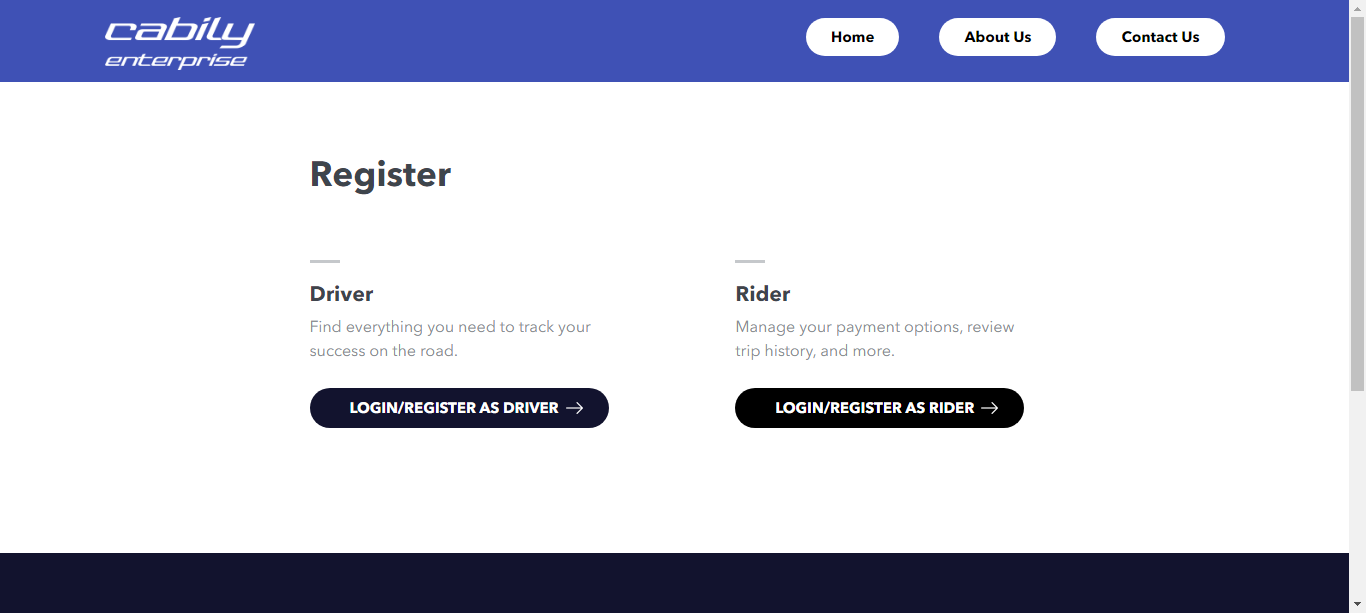 cabily
enterprise
Home
About Us
Contact Us
Register
Driver
Find everything you need to track your
success on the road.
LOGIN/REGISTER AS DRIVER
Rider
Manage your payment options, review
trip history, and more.
LOGIN/REGISTER AS RIDER